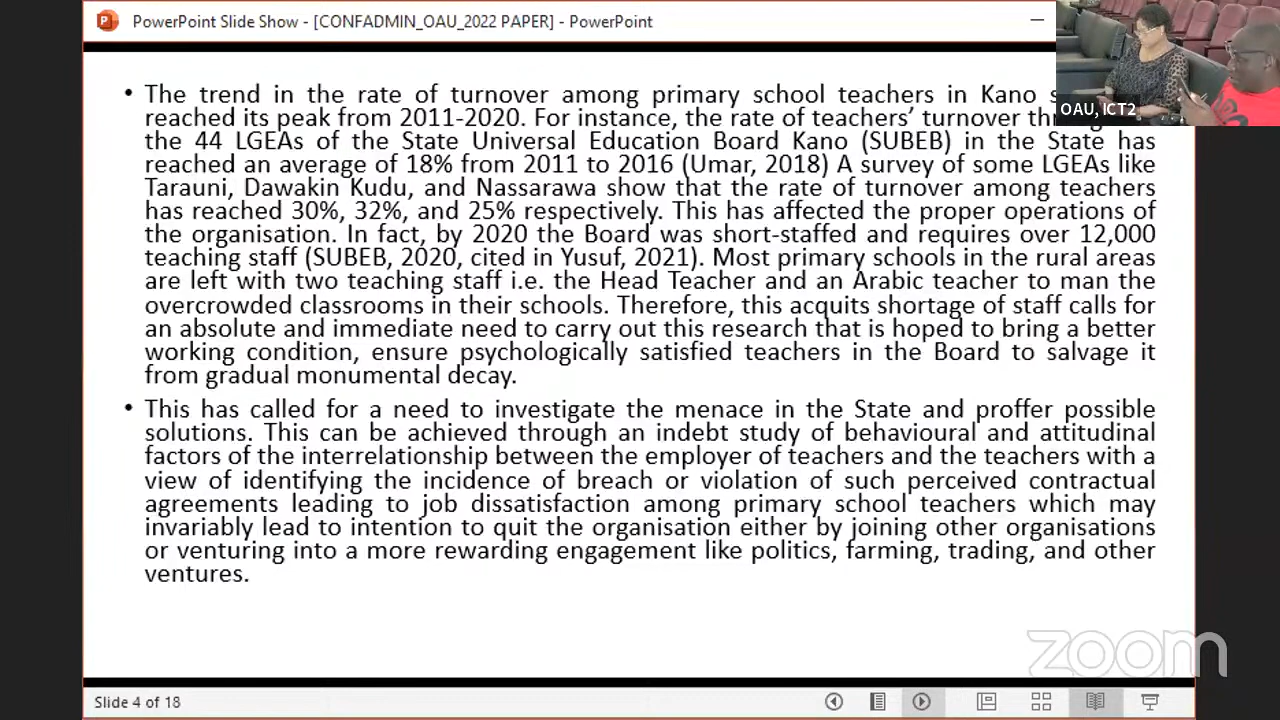 PowerPoint Slide Show - [CONFADMIN_OAU_2022 PAPER] - PowerPoint
OAU, ICT2
• The trend in the rate of turnover among primary school teachers in Kano s
reached its peak from 2011-2020. For instance, the rate of teachers’ turnover
the 44 LGEAs of the State Universal Education Board Kano (SUBEB) in the State has
reached an average of 18% from 2011 to 2016 (Umar, 2018) A survey of some LGEAs like
Tarauni, Dawakin Kudu, and Nassarawa show that the rate of turnover among teachers
has reached 30%, 32%, and 25% respectively. This has affected the proper operations of
the organisation. In fact, by 2020 the Board was short-staffed and requires over 12,000
teaching staff (SUBEB, 2020, cited in Yusuf, 2021). Most primary schools in the rural areas
are left with two teaching staff i.e. the Head Teacher and an Arabic teacher to man the
overcrowded classrooms in their schools. Therefore, this acquits shortage of staff calls for
an absolute and immediate need to carry out this research that is hoped to bring a better
working condition, ensure psychologically satisfied teachers in the Board to salvage it
from gradual monumental decay.
• This has called for a need to investigate the menace in the State and proffer possible
solutions. This can be achieved through an indebt study of behavioural and attitudinal
factors of the interrelationship between the employer of teachers and the teachers with a
view of identifying the incidence of breach or violation of such perceived contractual
agreements leading to job dissatisfaction among primary school teachers which may
invariably lead to intention to quit the organisation either by joining other organisations
or venturing into a more rewarding engagement like politics, farming, trading, and other
ventures.
zoom
Slide 4 of 18